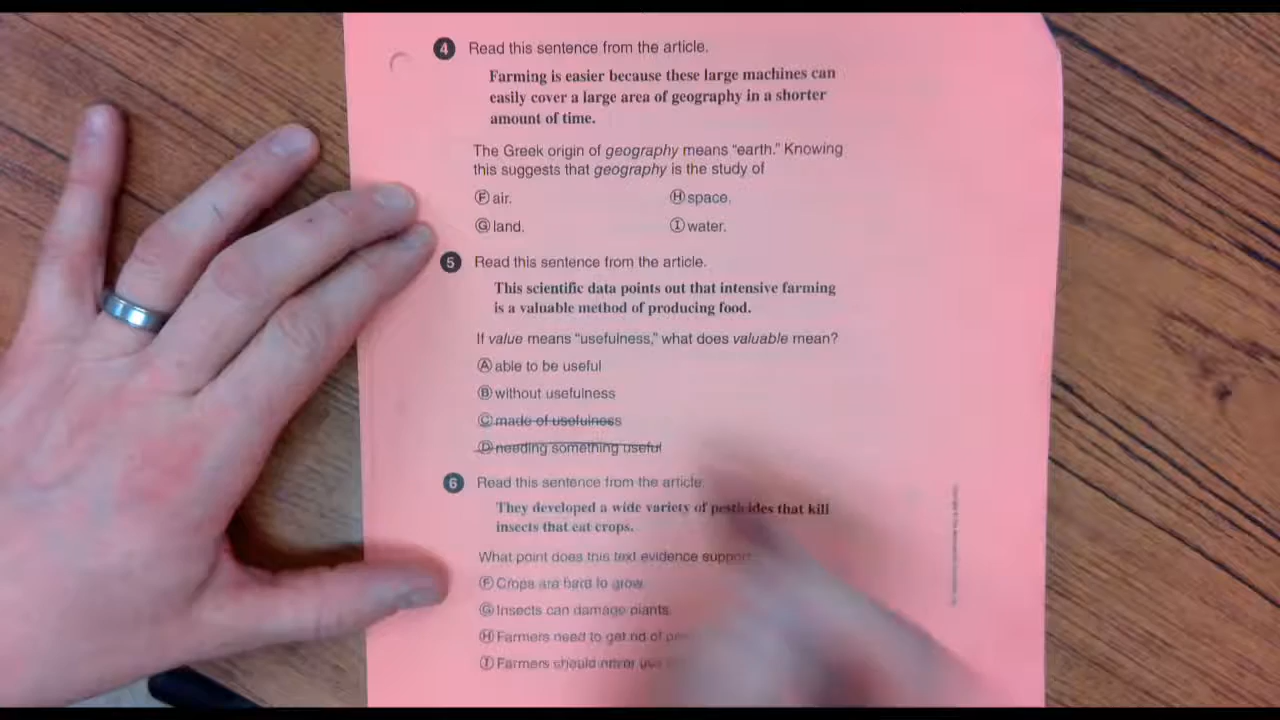 4 Read this sentence from the article.
Farming is easier because these large machines can
easily cover a large area of geography in a shorter
amount of time.
The Greek origin of geography means “earth.” Knowing
this suggests that geography is the study of
Ⓕ air. Ⓗ space.
Ⓖ land. Ⓘ water.
5 Read this sentence from the article.
This scientific data points out that intensive farming
is a valuable method of producing food.
If value means “usefulness,” what does valuable mean?
Ⓐ able to be useful
Ⓑ without usefulness
Ⓒ made of usefulness
Ⓓ needing something useful
6 Read this sentence from the article.
They developed a wide variety of pesticides that kill
insects that eat crops.
What point does this text evidence support
Ⓕ Crops are hard to grow.
Ⓖ Insects can damage plants.
Ⓗ Farmers need to get rid of
Ⓘ Farmers should never use